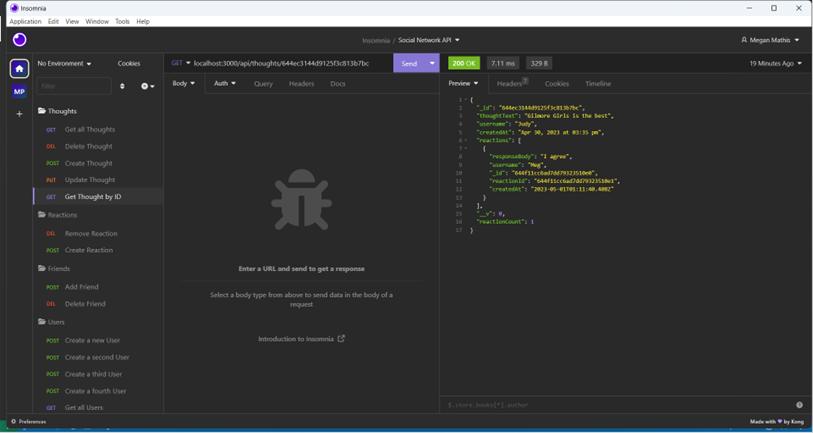 Insomnia
Application Edit View Window Tools Help
Insomnia / Social Network API
Megan Mathis
No Environment
Cookies
GET localhost:3000/api/thoughts/644ec3144d9125f3c813b7bc
Send
200 OK 7.11 ms 329 B
19 Minutes Ago
Filter
Body Auth Query Headers Docs
Preview Headers 7 Cookies Timeline
MP
Thoughts
GET Get all Thoughts
DEL Delete Thought
POST Create Thought
PUT Update Thought
GET Get Thought by ID
Reactions
DEL Remove Reaction
POST Create Reaction
Friends
POST Add Friend
DEL Delete Friend
Users
POST Create a new User
POST Create a second User
POST Create a third User
POST Create a fourth User
GET Get all Users
Enter a URL and send to get a response
Select a body type from above to send data in the body of a
request
Introduction to Insomnia
1 {
2 "_id": "644ec3144d9125f3c813b7bc",
3 "thoughtText": "Gilmore Girls is the best",
4 "username": "Judy",
5 "createdAt": "Apr 30, 2023 at 03:35 pm",
6 "reactions": [
7 {
8 "responseBody": "I agree",
9 "username": "Meg",
10 "_id": "644f11cc6ad7dd79323510e0",
11 "reactionId": "644f11cc6ad7dd79323510e1",
12 "createdAt": "2023-05-01T01:11:40.408Z"
13 }
14 ],
15 "__v": 0,
16 "reactionCount": 1
17 }
$.store.books[*].author
Preferences
Made with ♥ by Kong